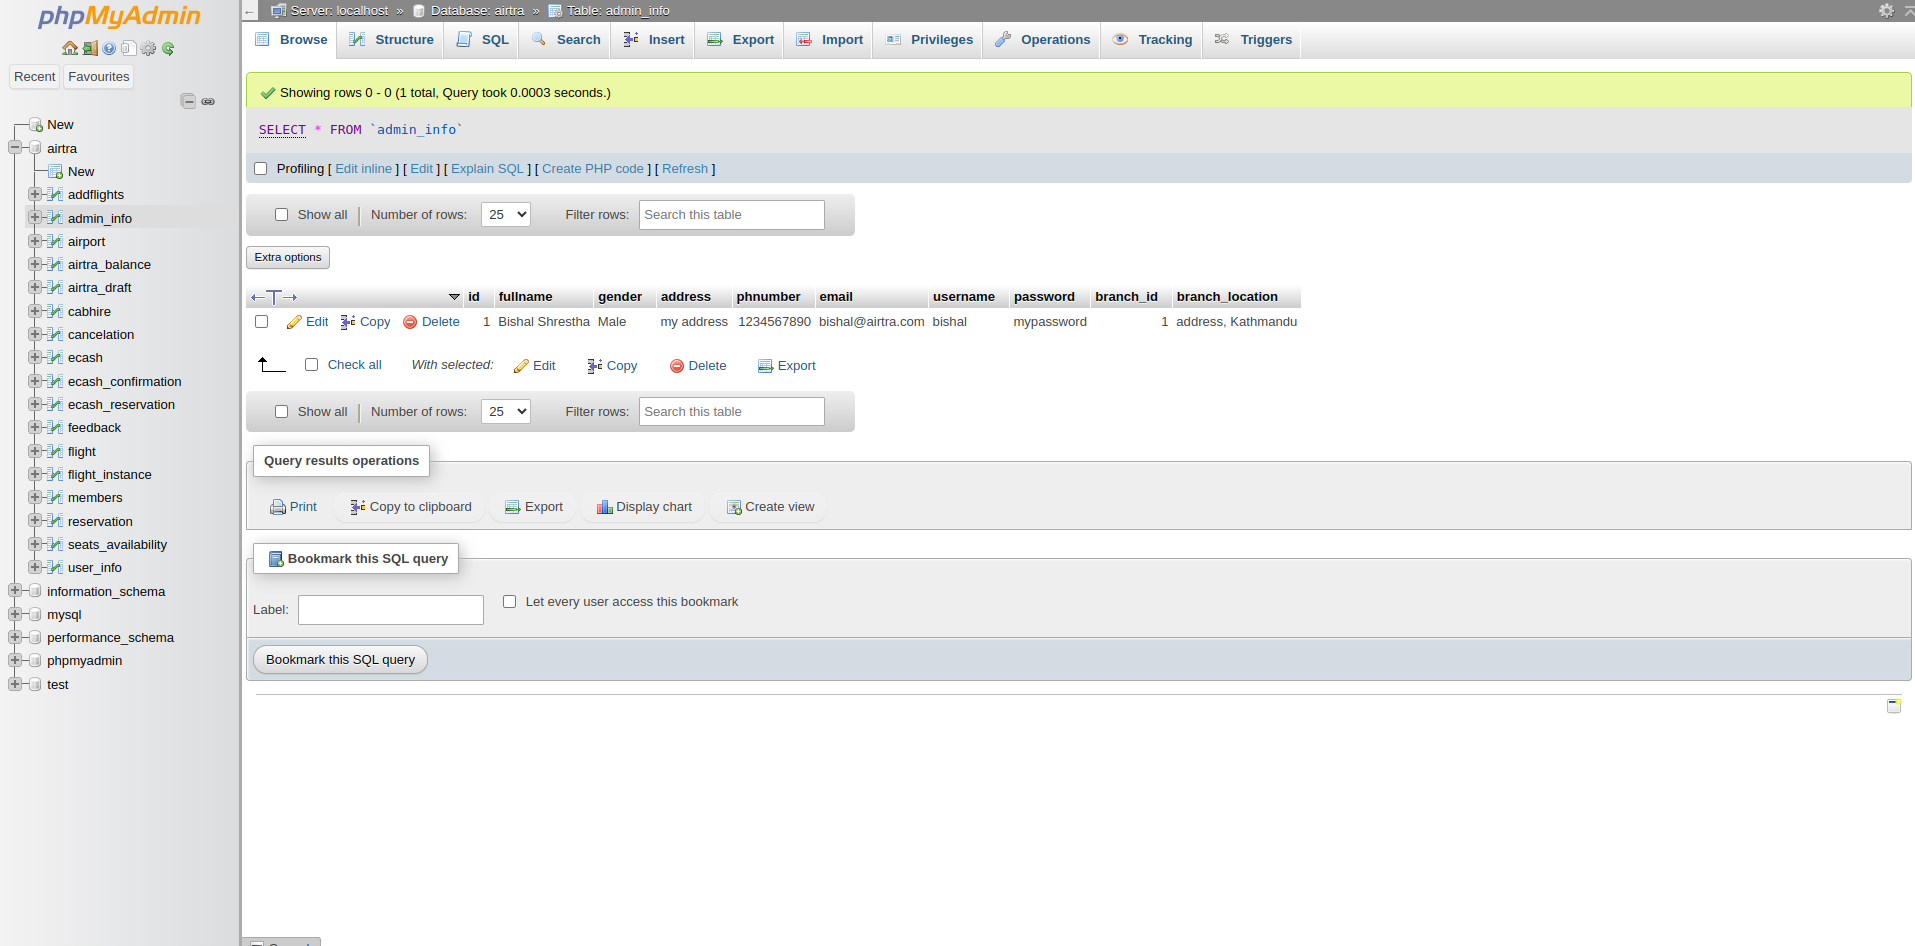 phpMyAdmin
Recent Favourites
New
airtra
New
addflights
admin_info
airport
airtra_balance
airtra_draft
cabhire
cancelation
ecash
ecash_confirmation
ecash_reservation
feedback
flight
flight_instance
members
reservation
seats_availability
user_info
information_schema
mysql
performance_schema
phpmyadmin
test
Server: localhost » Database: airtra » Table: admin_info
Browse Structure SQL Search Insert Export Import Privileges Operations Tracking Triggers
Showing rows 0 - 0 (1 total, Query took 0.0003 seconds.)
SELECT * FROM `admin_info`
Profiling [ Edit inline ] [ Edit ] [ Explain SQL ] [ Create PHP code ] [ Refresh ]
Show all | Number of rows: 25 Filter rows: Search this table
Extra options
←T→ id fullname gender address phnumber email username password branch_id branch_location
Edit Copy Delete 1 Bishal Shrestha Male my address 1234567890 bishal@airtra.com bishal mypassword 1 address, Kathmandu
Check all With selected: Edit Copy Delete Export
Show all | Number of rows: 25 Filter rows: Search this table
Query results operations
Print Copy to clipboard Export Display chart Create view
Bookmark this SQL query
Label: Let every user access this bookmark
Bookmark this SQL query